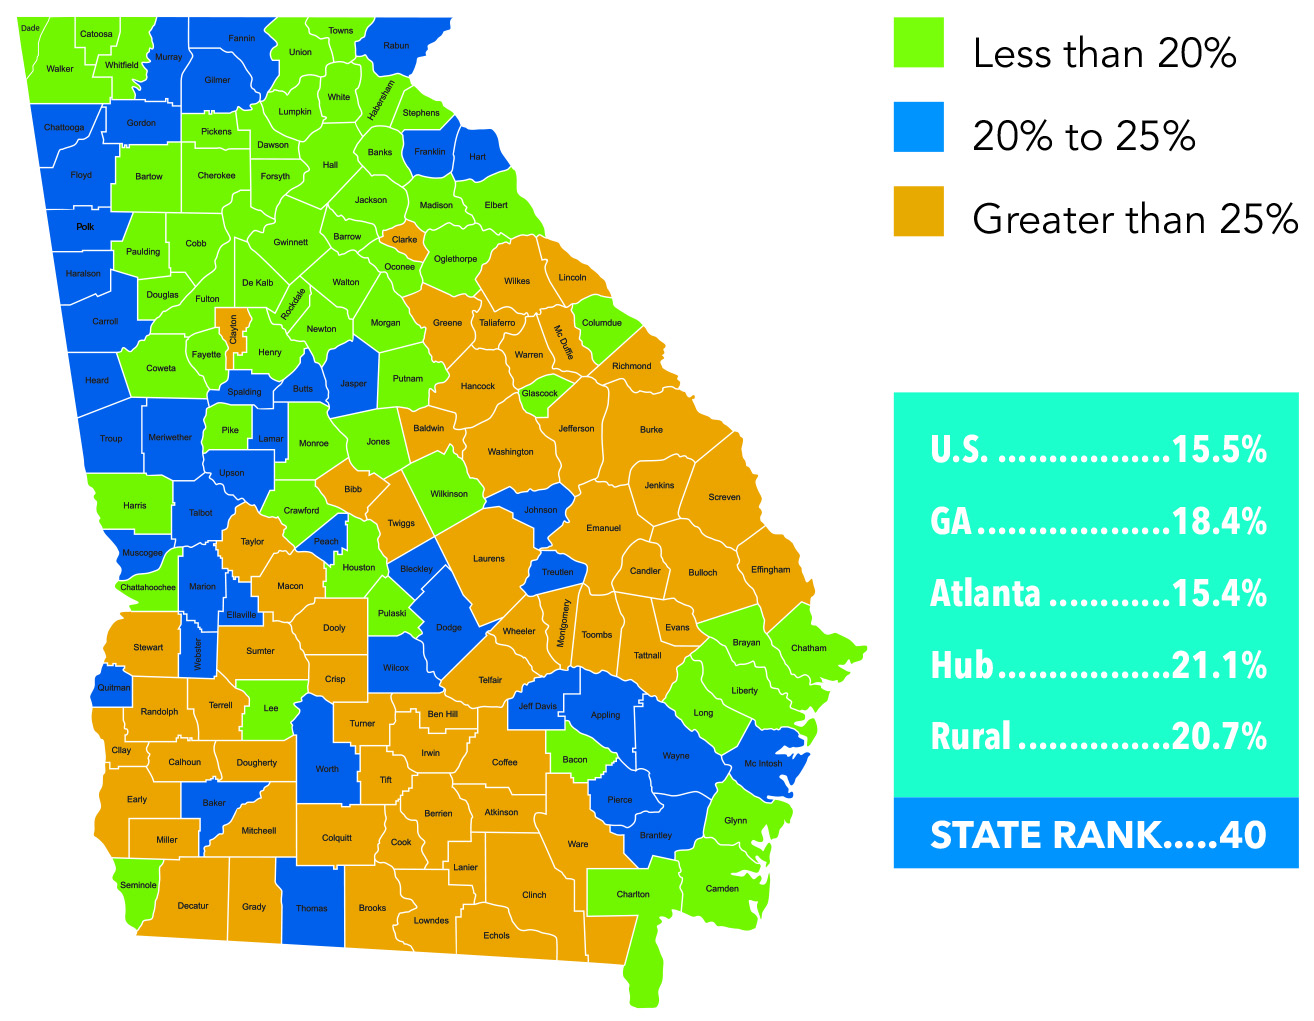 Dade
Catoosa
Walker
Whitfield
Murray
Fannin
Gilmer
Union
Towns
Rabun
White
Habersham
Lumpkin
Stephens
Chattooga
Gordon
Pickens
Dawson
Hall
Banks
Franklin
Hart
Floyd
Bartow
Cherokee
Forsyth
Jackson
Madison
Elbert
Polk
Paulding
Cobb
Gwinnett
Barrow
Clarke
Oconee
Oglethorpe
Wilkes
Lincoln
Haralson
Douglas
Fulton
De Kalb
Rockdale
Walton
Carroll
Clayton
Newton
Morgan
Greene
Taliaferro
Mc Duffie
Columdue
Coweta
Fayette
Henry
Warren
Richmond
Heard
Spalding
Butts
Jasper
Putnam
Hancock
Glascock
Troup
Meriwether
Pike
Lamar
Monroe
Jones
Baldwin
Washington
Jefferson
Burke
Upson
Bibb
Wilkinson
Jenkins
Screven
Harris
Talbot
Crawford
Twiggs
Johnson
Emanuel
Muscogee
Taylor
Peach
Houston
Bleckley
Laurens
Treutlen
Candler
Bulloch
Effingham
Chattahoochee
Marion
Macon
Ellaville
Pulaski
Dodge
Wheeler
Montgomery
Toombs
Evans
Tattnall
Brayan
Chatham
Stewart
Webster
Sumter
Dooly
Wilcox
Crisp
Telfair
Liberty
Long
Quitman
Randolph
Terrell
Lee
Turner
Ben Hill
Jeff Davis
Appling
Wayne
Mc Intosh
Cllay
Calhoun
Dougherty
Worth
Tift
Irwin
Coffee
Bacon
Early
Baker
Mitcheell
Berrien
Atkinson
Pierce
Brantley
Glynn
Miller
Colquitt
Cook
Ware
Lanier
Seminole
Decatur
Grady
Thomas
Brooks
Lowndes
Clinch
Echols
Charlton
Camden
Less than 20%
20% to 25%
Greater than 25%
U.S. .................15.5%
GA...................18.4%
Atlanta ............15.4%
Hub..................21.1%
Rural ................20.7%
STATE RANK.....40